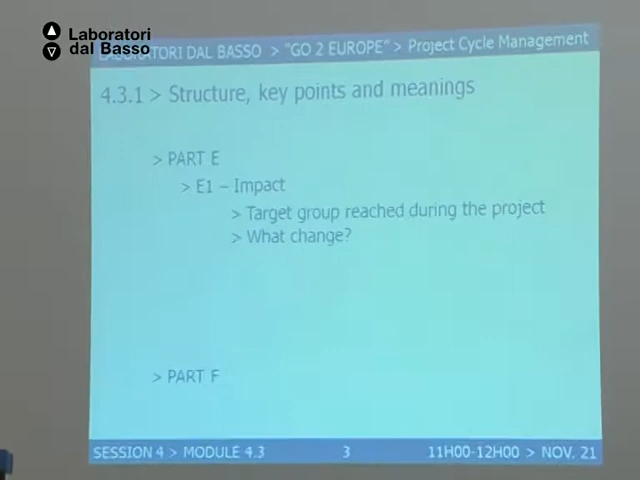 Laboratori
dal Basso
LABORATORI DAL BASSO > "GO 2 EUROPE" > Project Cycle Management
4.3.1 > Structure, key points and meanings
> PART E
> E1 – Impact
> Target group reached during the project
> What change?
> PART F
SESSION 4 > MODULE 4.3 3 11H00-12H00 > NOV. 21